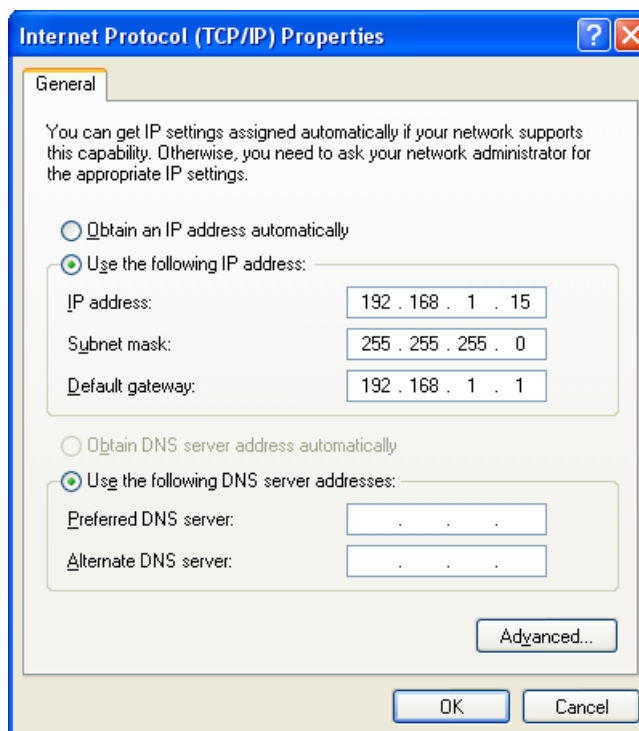 Internet Protocol (TCP/IP) Properties
General
You can get IP settings assigned automatically if your network supports
this capability. Otherwise, you need to ask your network administrator for
the appropriate IP settings.
Obtain an IP address automatically
Use the following IP address:
IP address: 192 . 168 . 1 . 15
Subnet mask: 255 . 255 . 255 . 0
Default gateway: 192 . 168 . 1 . 1
Obtain DNS server address automatically
Use the following DNS server addresses:
Preferred DNS server: . . .
Alternate DNS server: . . .
Advanced...
OK Cancel